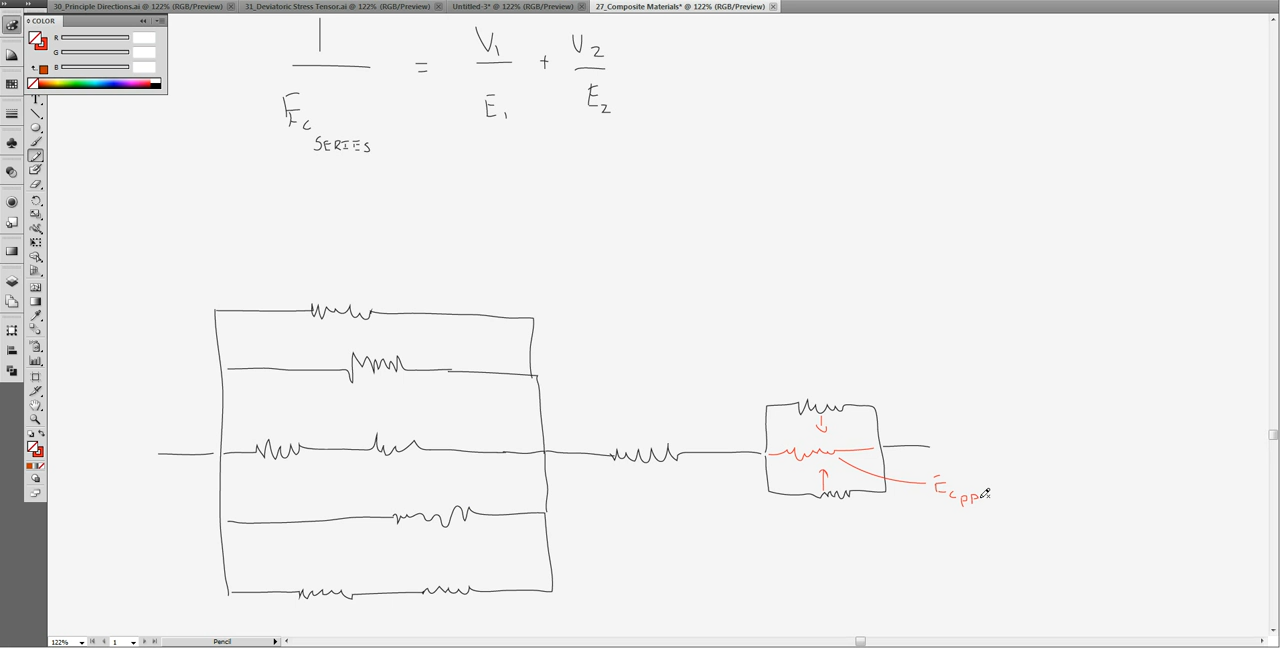 30_Principle Directions.ai @ 122% (RGB/Preview) 31_Deviatoric Stress Tensor.ai @ 122% (RGB/Preview) Untitled-3* @ 122% (RGB/Preview) 27_Composite Materials* @ 122% (RGB/Preview)
COLOR
R
G
B
1 V1 V2
= +
Ec E1 E2
SERIES
Ecpp
122% 1 Pencil